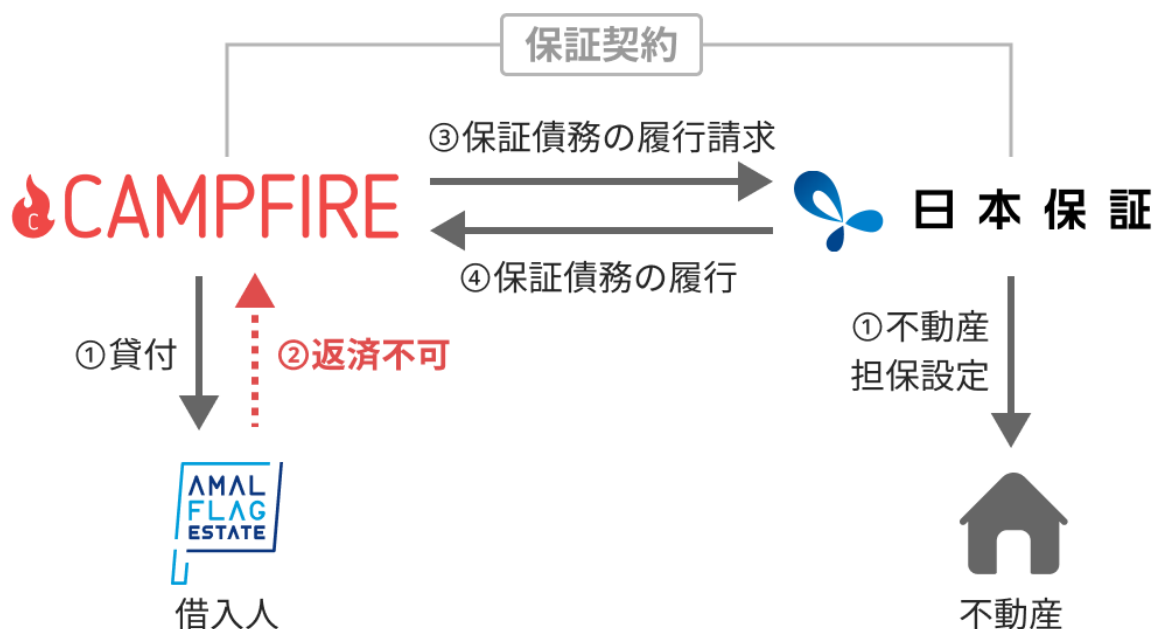 保証契約
③保証債務の履行請求
CAMPFIRE
日本保証
④保証債務の履行
①貸付
②返済不可
①不動産
担保設定
AMAL
FLAG
ESTATE
借入人
不動産